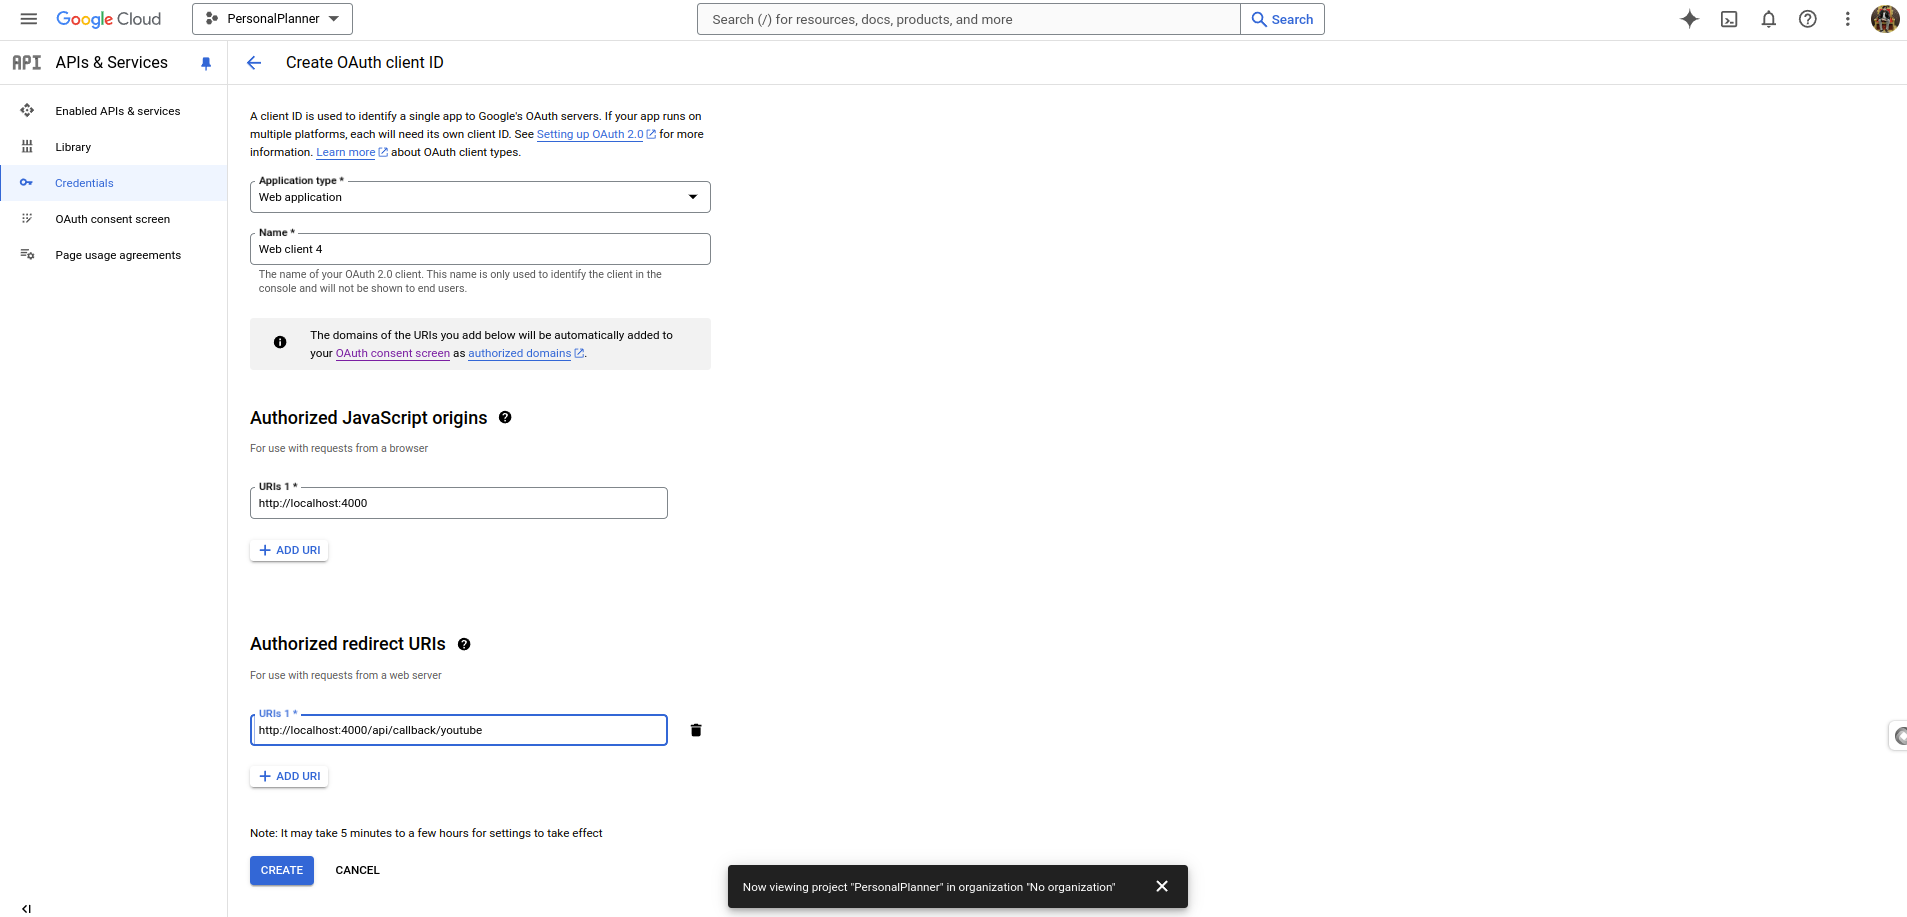 Google Cloud
PersonalPlanner
Search (/) for resources, docs, products, and more
Search
API
APIs & Services
Create OAuth client ID
Enabled APIs & services
Library
Credentials
OAuth consent screen
Page usage agreements
A client ID is used to identify a single app to Google's OAuth servers. If your app runs on
multiple platforms, each will need its own client ID. See Setting up OAuth 2.0 for more
information. Learn more about OAuth client types.
Application type *
Web application
Name *
Web client 4
The name of your OAuth 2.0 client. This name is only used to identify the client in the
console and will not be shown to end users.
The domains of the URIs you add below will be automatically added to
your OAuth consent screen as authorized domains.
Authorized JavaScript origins
For use with requests from a browser
URIs 1 *
http://localhost:4000
+ ADD URI
Authorized redirect URIs
For use with requests from a web server
URIs 1 *
http://localhost:4000/api/callback/youtube
+ ADD URI
Note: It may take 5 minutes to a few hours for settings to take effect
CREATE
CANCEL
Now viewing project "PersonalPlanner" in organization "No organization"